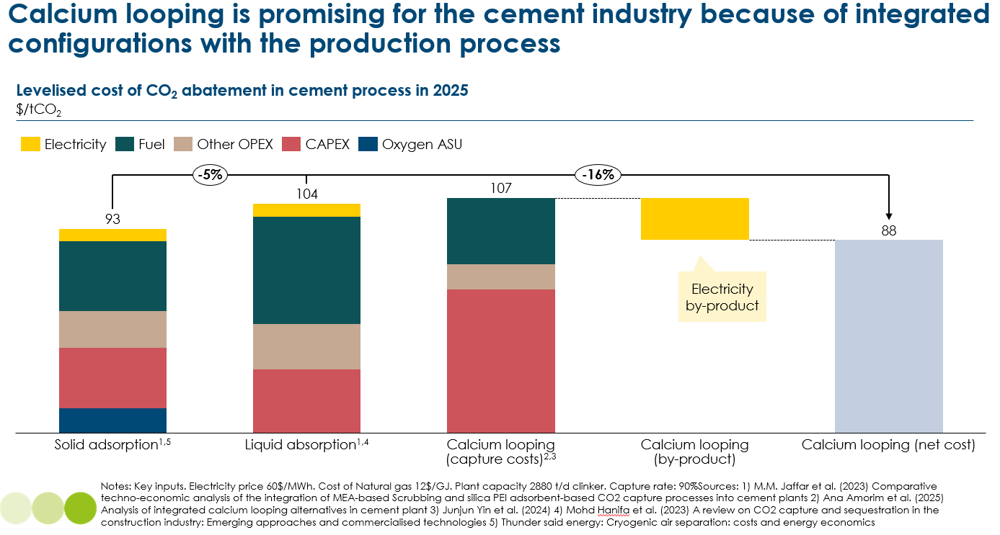 Calcium looping is promising for the cement industry because of integrated
configurations with the production process
Levelised cost of CO₂ abatement in cement process in 2025
$/tCO₂
Electricity
Fuel
Other OPEX
CAPEX
Oxygen ASU
-5%
-16%
93
104
107
88
Electricity
by-product
Solid adsorption¹,⁵
Liquid absorption¹,⁴
Calcium looping
(capture costs)²,³
Calcium looping
(by-product)
Calcium looping (net cost)
Notes: Key inputs. Electricity price 60$/MWh. Cost of Natural gas 12$/GJ. Plant capacity 2880 t/d clinker. Capture rate: 90%Sources: 1) M.M. Jaffar et al. (2023) Comparative
techno-economic analysis of the integration of MEA-based Scrubbing and silica PEI adsorbent-based CO2 capture processes into cement plants 2) Ana Amorim et al. (2025)
Analysis of integrated calcium looping alternatives in cement plant 3) Junjun Yin et al. (2024) 4) Mohd Hanifa et al. (2023) A review on CO2 capture and sequestration in the
construction industry: Emerging approaches and commercialised technologies 5) Thunder said energy: Cryogenic air separation: costs and energy economics